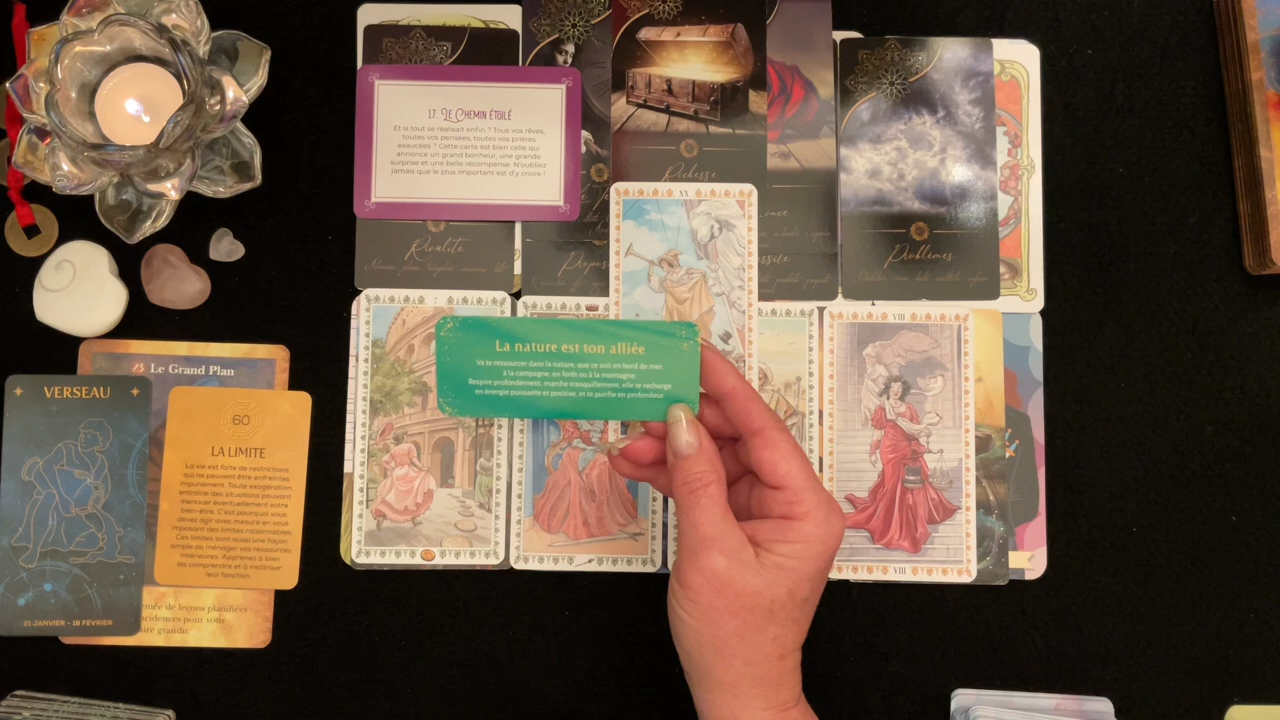 17. Le Chemin Étoilé
Et si tout se réalisait enfin ? Tous vos rêves,
toutes vos pensées, toutes vos prières
exaucées ? Cette carte est bien celle qui
annonce un grand bonheur, une grande
surprise et une belle récompense. N'oubliez
jamais que le plus important est d'y croire !
Rivalité
Richesse
Problèmes
XX
7
VIII
La nature est ton alliée
Va te ressourcer dans la nature, que ce soit en bord de mer,
à la campagne, en forêt ou à la montagne.
Respire profondément, marche tranquillement, elle te recharge
en énergie puissante et positive, et te purifie en profondeur
VIII
23 Le Grand Plan
VERSEAU
21 JANVIER - 18 FÉVRIER
60
LA LIMITE
La vie est faite de restrictions
qui ne peuvent être enfreintes
impunément. Toute exagération
entraîne des situations pouvant
menacer éventuellement votre
bien-être. C'est pourquoi vous
devez agir avec mesure en vous
imposant des limites raisonnables.
Ces limites sont aussi une façon
simple de ménager vos ressources
intérieures. Apprenez à bien
les comprendre et à maîtriser
leur fonction.
de leçons planifiées
pour vous
grandir.